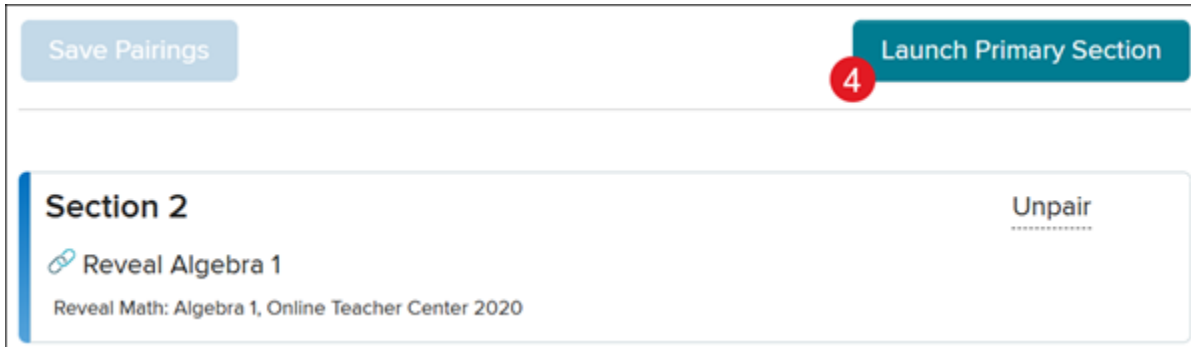 Save Pairings
Launch Primary Section
4
Section 2
Unpair
Reveal Algebra 1
Reveal Math: Algebra 1, Online Teacher Center 2020